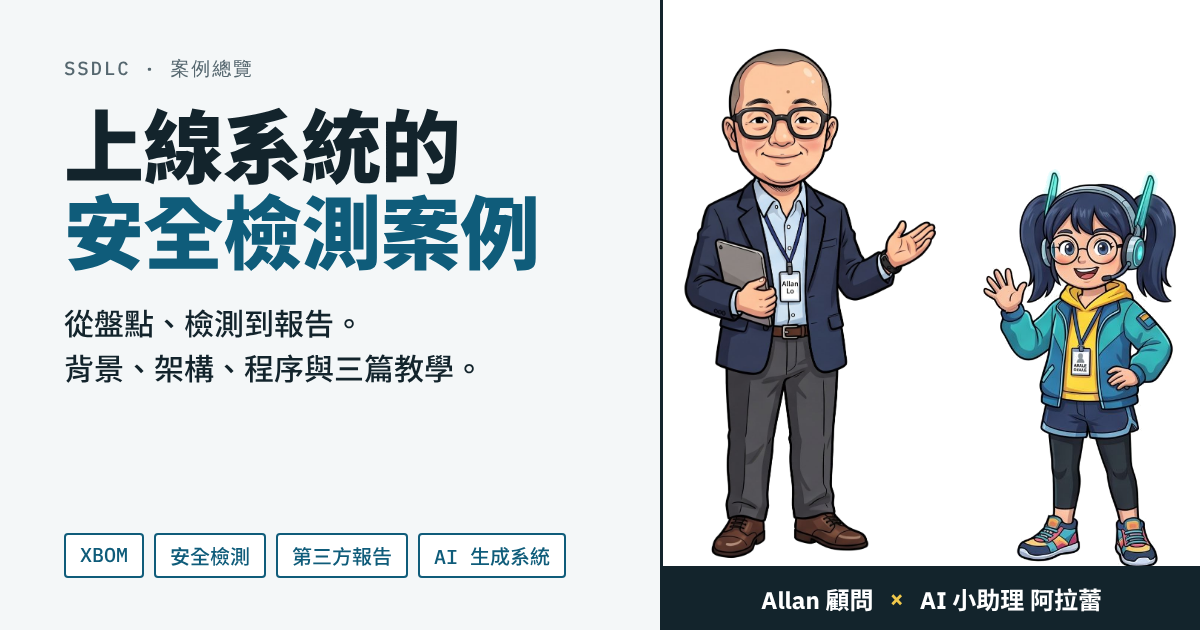 SSDLC · 案例總覽
上線系統的
安全檢測案例
從盤點、檢測到報告。
背景、架構、程序與三篇教學。
XBOM
安全檢測
第三方報告
AI 生成系統
Allan
Lo
Allan 顧問 × AI 小助理 阿拉蕾